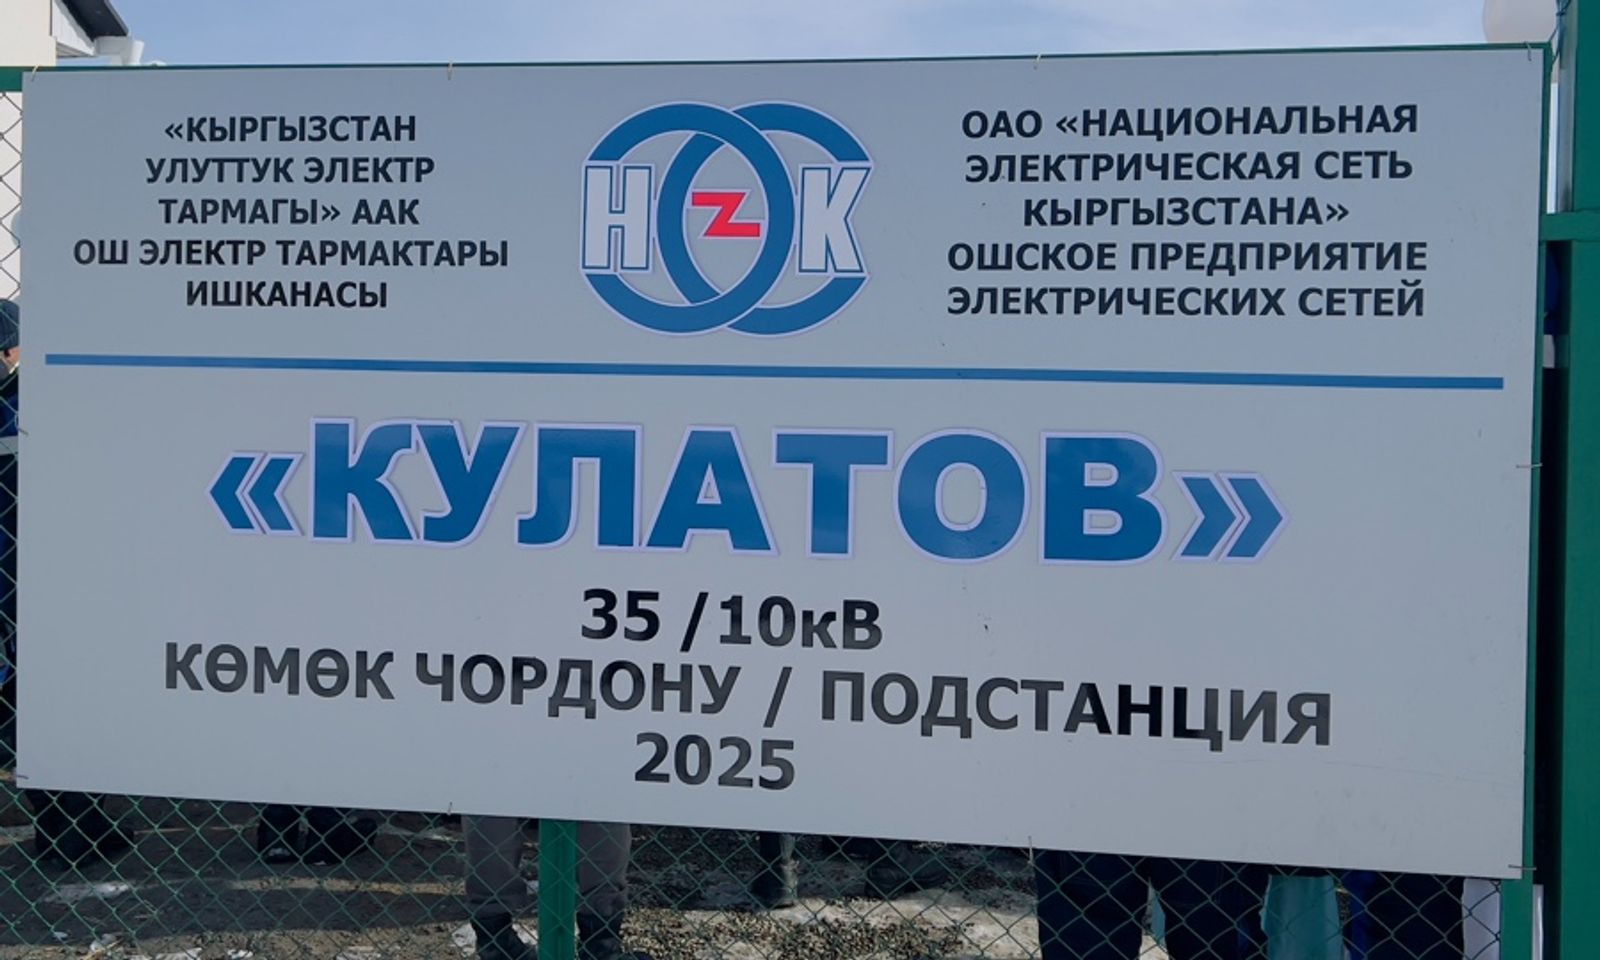 «КЫРГЫЗСТАН
УЛУТТУК ЭЛЕКТР
ТАРМАГЫ» ААК
ОШ ЭЛЕКТР ТАРМАКТАРЫ
ИШКАНАСЫ
НЭСК
ОАО «НАЦИОНАЛЬНАЯ
ЭЛЕКТРИЧЕСКАЯ СЕТЬ
КЫРГЫЗСТАНА»
ОШСКОЕ ПРЕДПРИЯТИЕ
ЭЛЕКТРИЧЕСКИХ СЕТЕЙ
«КУЛАТОВ»
35 /10кВ
КӨМӨК ЧОРДОНУ / ПОДСТАНЦИЯ
2025